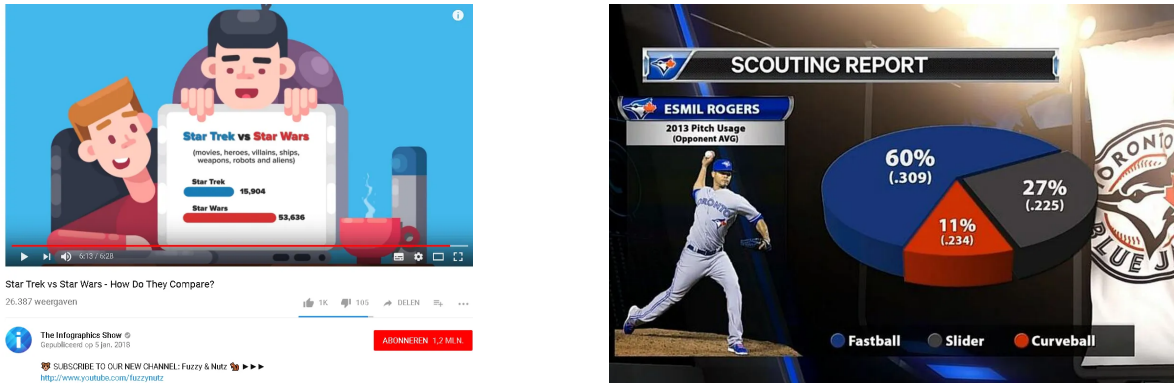 Star Trek vs Star Wars
(movies, heroes, villains, ships,
weapons, robots and aliens)
Star Trek
15,904
Star Wars
53,636
6:13 / 6:28
Star Trek vs Star Wars - How Do They Compare?
26.387 weergaven
1K
105
DELEN
The Infographics Show
Gepubliceerd op 5 jan. 2018
ABONNEREN 1,2 MLN.
SUBSCRIBE TO OUR NEW CHANNEL: Fuzzy & Nutz
http://www.youtube.com/fuzzynutz
SCOUTING REPORT
ESMIL ROGERS
2013 Pitch Usage
(Opponent AVG)
TORONTO
60%
(.309)
27%
(.225)
11%
(.234)
Fastball
Slider
Curveball